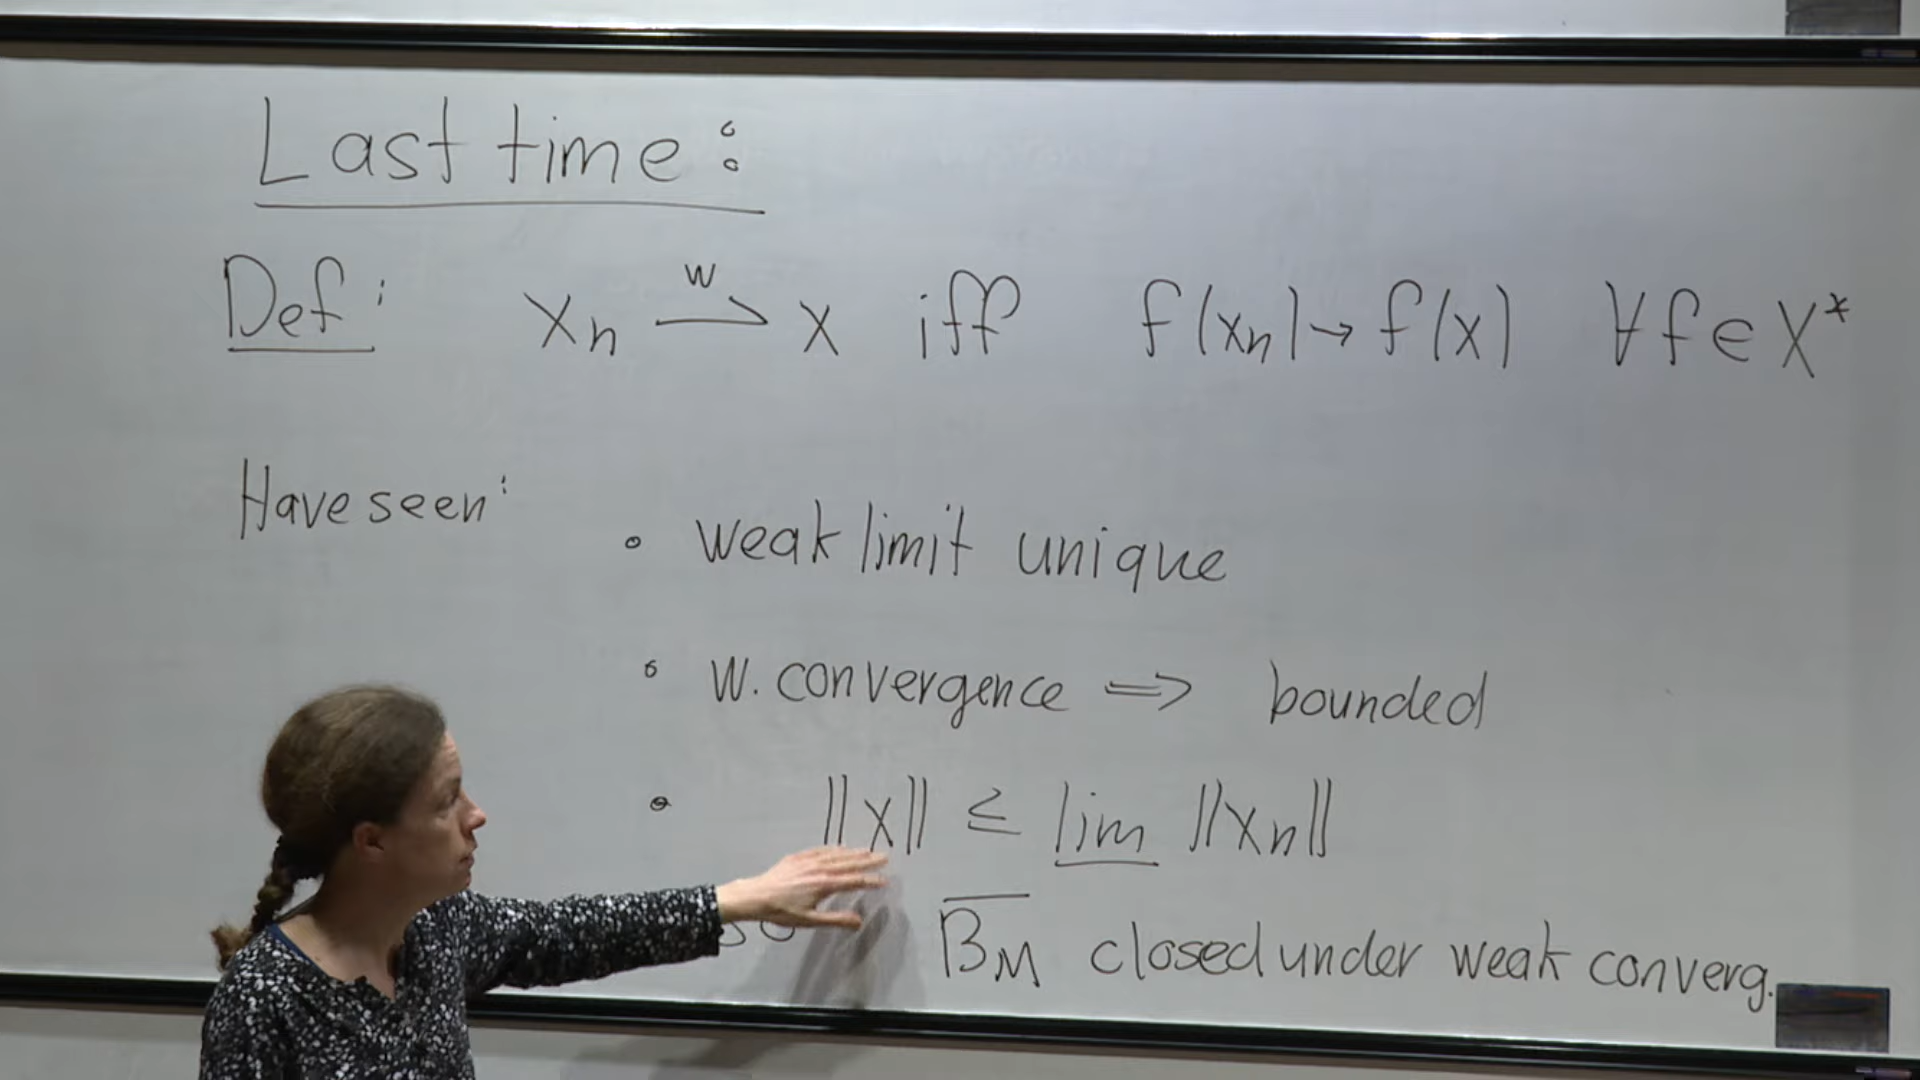 Last time:
Def: xn w⇀ x iff f(xn) → f(x) ∀f∈X*
Have seen:
• weak limit unique
• w. convergence ⇒ bounded
• ||x|| ≤ <u>lim</u> ||xn||
so B̅M closed under weak converg.